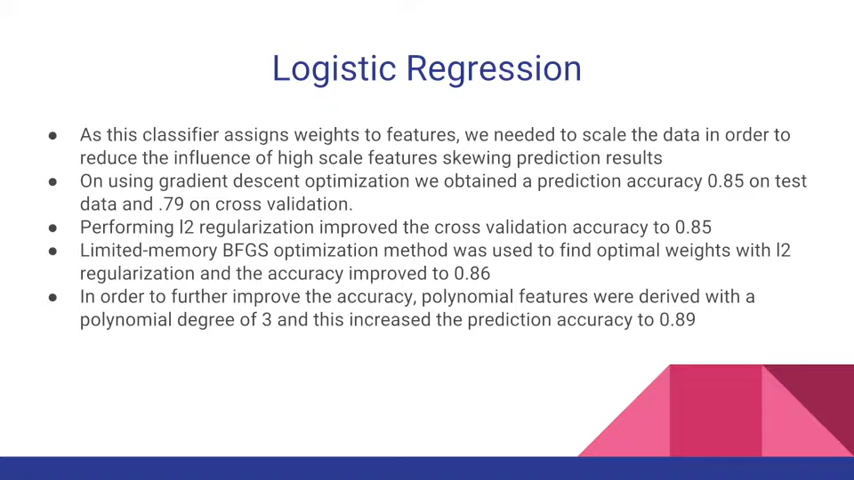 Logistic Regression
● As this classifier assigns weights to features, we needed to scale the data in order to
reduce the influence of high scale features skewing prediction results
● On using gradient descent optimization we obtained a prediction accuracy 0.85 on test
data and .79 on cross validation.
● Performing l2 regularization improved the cross validation accuracy to 0.85
● Limited-memory BFGS optimization method was used to find optimal weights with l2
regularization and the accuracy improved to 0.86
● In order to further improve the accuracy, polynomial features were derived with a
polynomial degree of 3 and this increased the prediction accuracy to 0.89